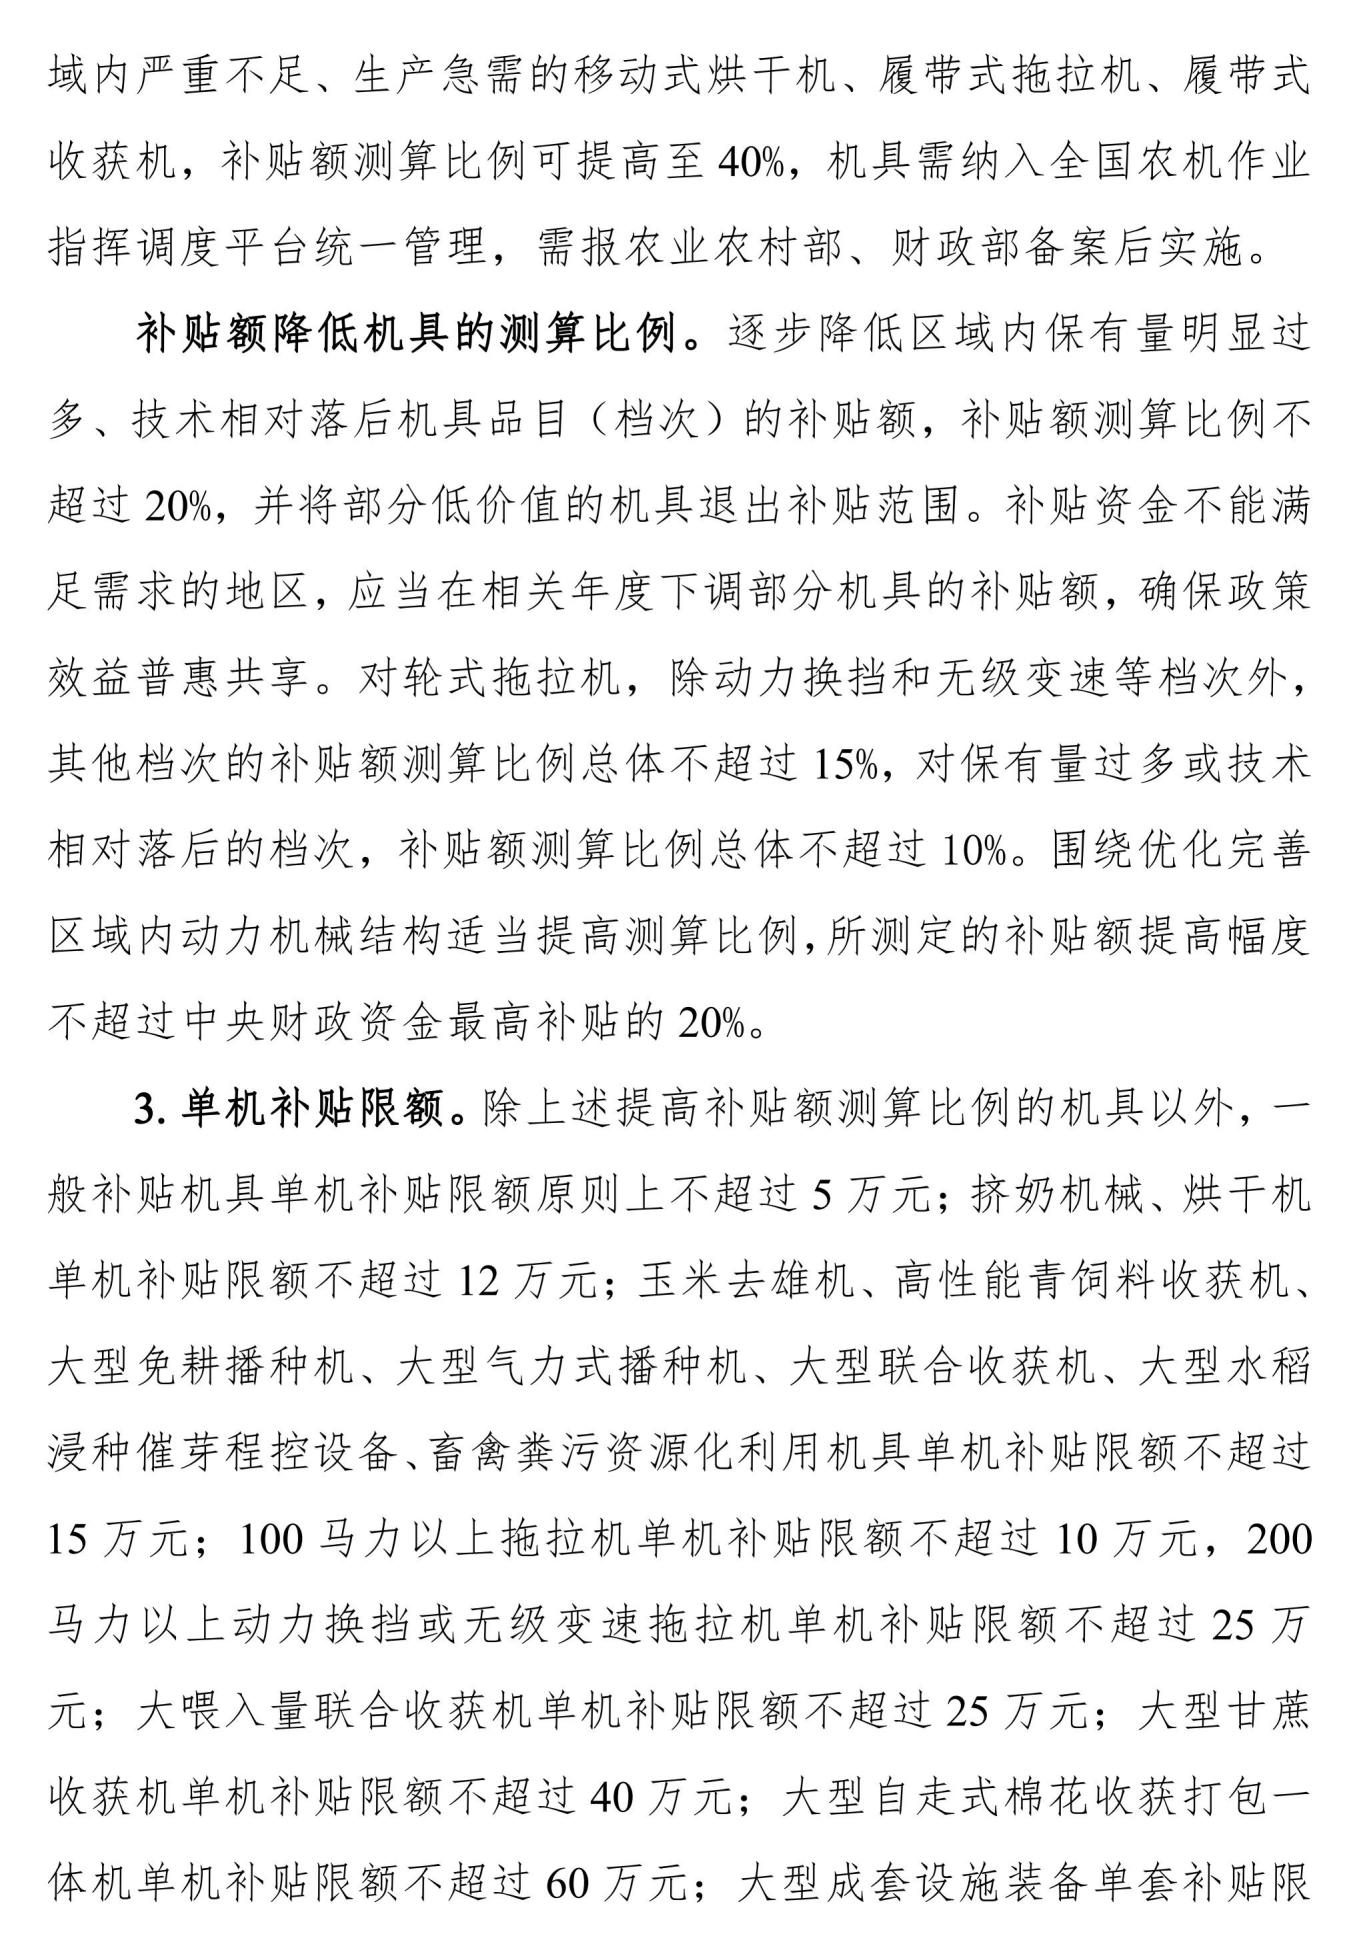 域内严重不足、生产急需的移动式烘干机、履带式拖拉机、履带式
收获机，补贴额测算比例可提高至 40%，机具需纳入全国农机作业
指挥调度平台统一管理，需报农业农村部、财政部备案后实施。
补贴额降低机具的测算比例。逐步降低区域内保有量明显过
多、技术相对落后机具品目（档次）的补贴额，补贴额测算比例不
超过 20%，并将部分低价值的机具退出补贴范围。补贴资金不能满
足需求的地区，应当在相关年度下调部分机具的补贴额，确保政策
效益普惠共享。对轮式拖拉机，除动力换挡和无级变速等档次外，
其他档次的补贴额测算比例总体不超过 15%，对保有量过多或技术
相对落后的档次，补贴额测算比例总体不超过 10%。围绕优化完善
区域内动力机械结构适当提高测算比例，所测定的补贴额提高幅度
不超过中央财政资金最高补贴的 20%。
3. 单机补贴限额。除上述提高补贴额测算比例的机具以外，一
般补贴机具单机补贴限额原则上不超过 5 万元；挤奶机械、烘干机
单机补贴限额不超过 12 万元；玉米去雄机、高性能青饲料收获机、
大型免耕播种机、大型气力式播种机、大型联合收获机、大型水稻
浸种催芽程控设备、畜禽粪污资源化利用机具单机补贴限额不超过
15 万元；100 马力以上拖拉机单机补贴限额不超过 10 万元，200
马力以上动力换挡或无级变速拖拉机单机补贴限额不超过 25 万
元；大喂入量联合收获机单机补贴限额不超过 25 万元；大型甘蔗
收获机单机补贴限额不超过 40 万元；大型自走式棉花收获打包一
体机单机补贴限额不超过 60 万元；大型成套设施装备单套补贴限